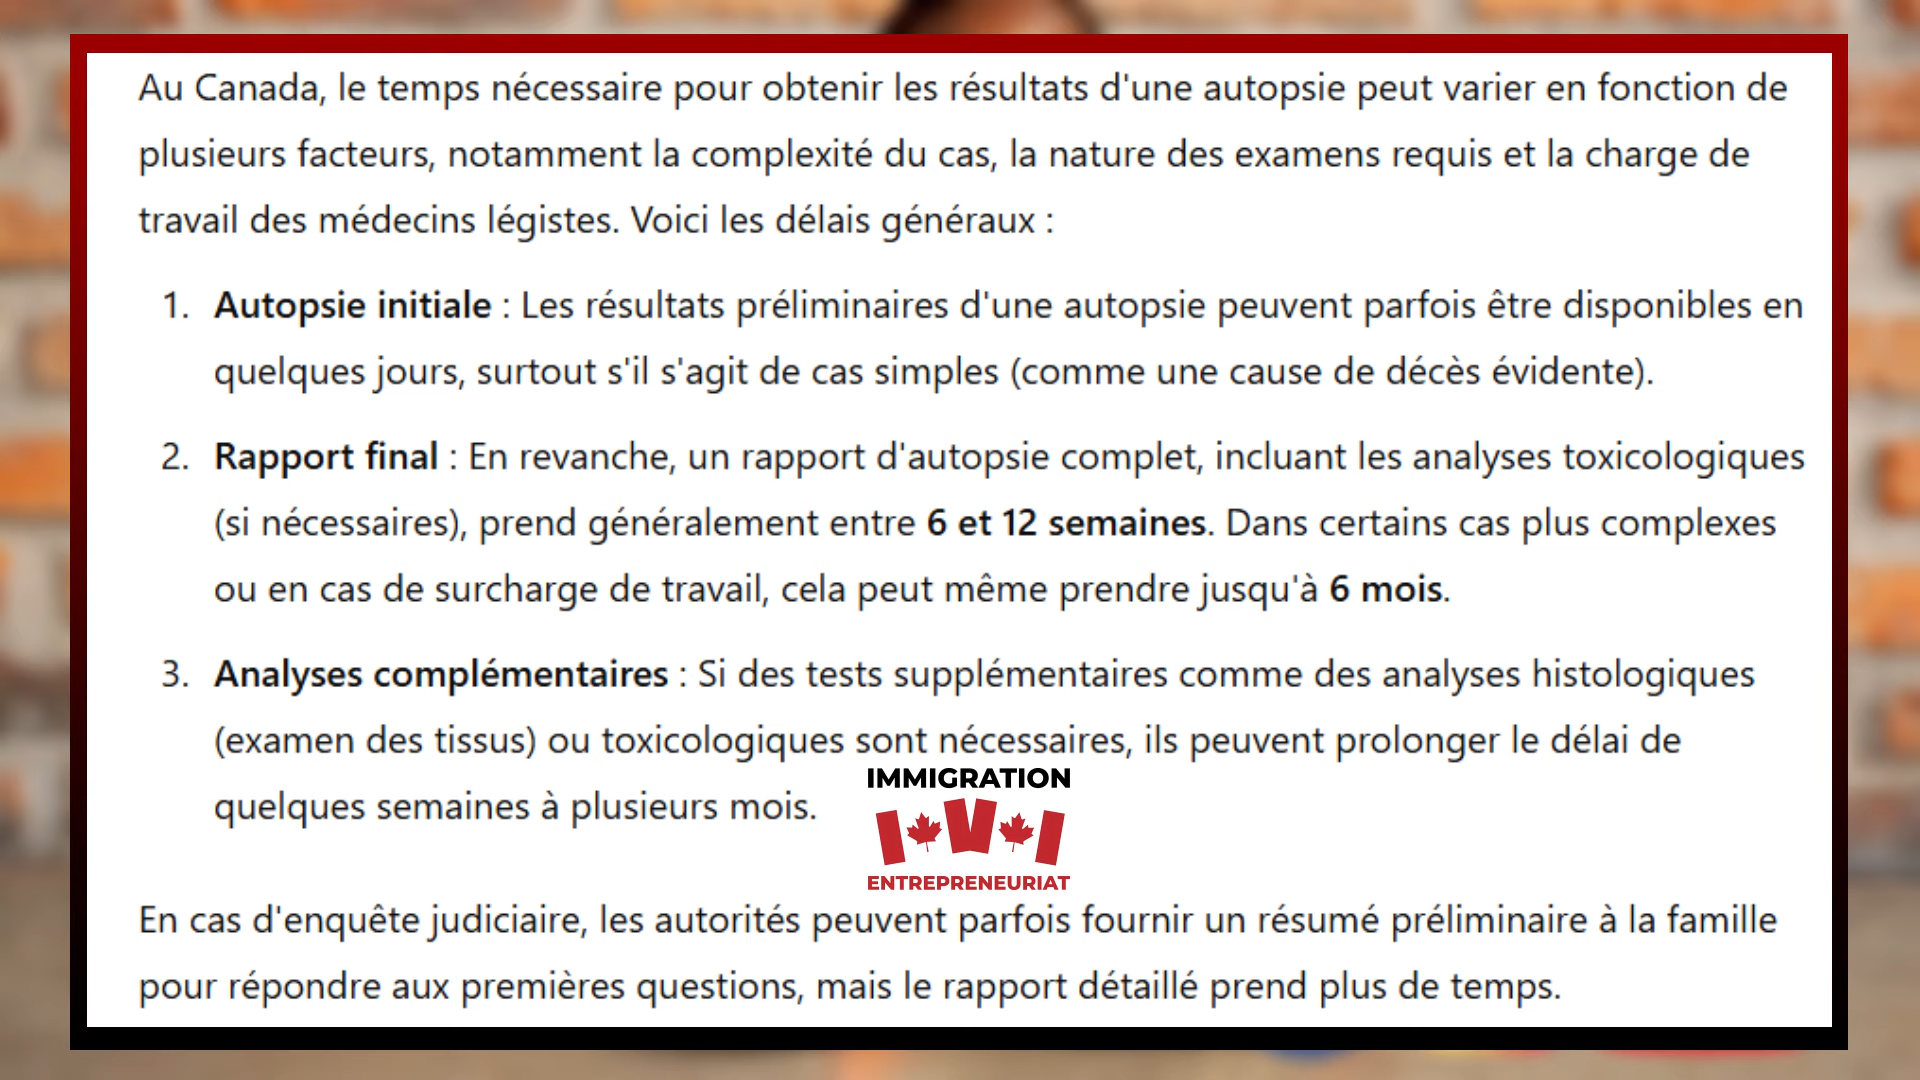 Au Canada, le temps nécessaire pour obtenir les résultats d'une autopsie peut varier en fonction de
plusieurs facteurs, notamment la complexité du cas, la nature des examens requis et la charge de
travail des médecins légistes. Voici les délais généraux :
1. Autopsie initiale : Les résultats préliminaires d'une autopsie peuvent parfois être disponibles en
quelques jours, surtout s'il s'agit de cas simples (comme une cause de décès évidente).
2. Rapport final : En revanche, un rapport d'autopsie complet, incluant les analyses toxicologiques
(si nécessaires), prend généralement entre 6 et 12 semaines. Dans certains cas plus complexes
ou en cas de surcharge de travail, cela peut même prendre jusqu'à 6 mois.
3. Analyses complémentaires : Si des tests supplémentaires comme des analyses histologiques
(examen des tissus) ou toxicologiques sont nécessaires, ils peuvent prolonger le délai de
quelques semaines à plusieurs mois.
IMMIGRATION
ENTREPRENEURIAT
En cas d'enquête judiciaire, les autorités peuvent parfois fournir un résumé préliminaire à la famille
pour répondre aux premières questions, mais le rapport détaillé prend plus de temps.